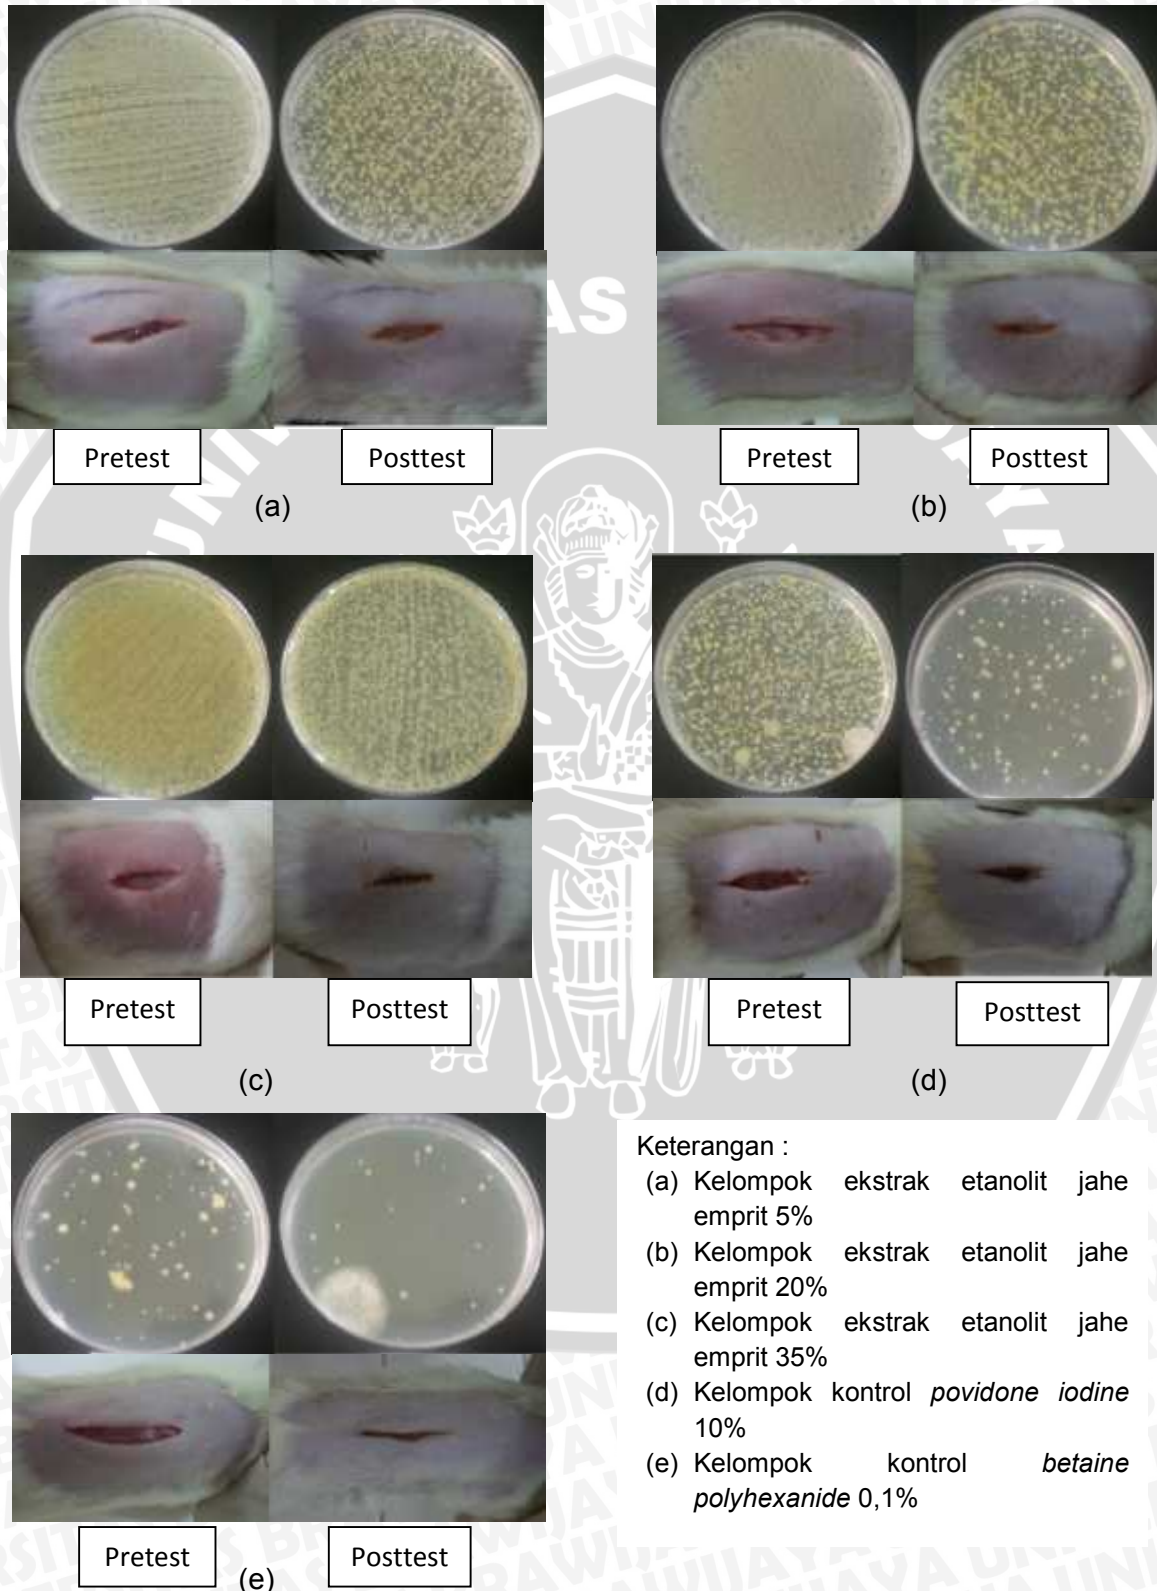 AS
Pretest
Posttest
(a)
Pretest
Posttest
(b)
Pretest
Posttest
(c)
Pretest
Posttest
(d)
Pretest
Posttest
(e)
Keterangan :
(a) Kelompok ekstrak etanolit jahe
emprit 5%
(b) Kelompok ekstrak etanolit jahe
emprit 20%
(c) Kelompok ekstrak etanolit jahe
emprit 35%
(d) Kelompok kontrol povidone iodine
10%
(e) Kelompok kontrol betaine
polyhexanide 0,1%